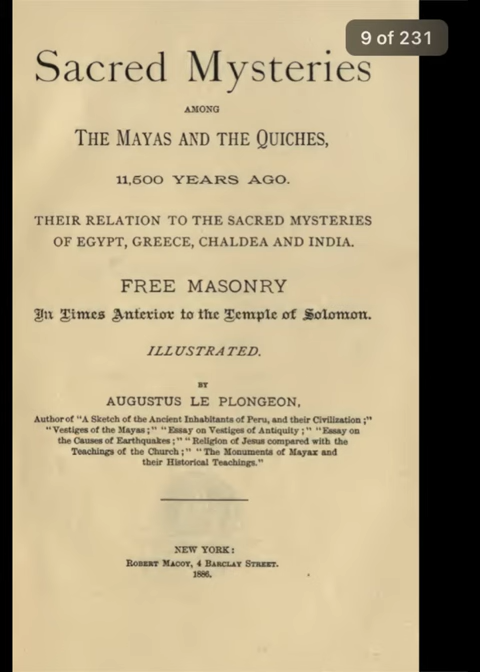 9 of 231
Sacred Mysteries
AMONG
THE MAYAS AND THE QUICHES,
11,500 YEARS AGO.
THEIR RELATION TO THE SACRED MYSTERIES
OF EGYPT, GREECE, CHALDEA AND INDIA.
FREE MASONRY
In Times Anterior to the Temple of Solomon.
ILLUSTRATED.
BY
AUGUSTUS LE PLONGEON,
Author of "A Sketch of the Ancient Inhabitants of Peru, and their Civilization;"
"Vestiges of the Mayas;" "Essay on Vestiges of Antiquity;" "Essay on
the Causes of Earthquakes;" "Religion of Jesus compared with the
Teachings of the Church;" "The Monuments of Mayax and
their Historical Teachings."
NEW YORK:
ROBERT MACOY, 4 BARCLAY STREET.
1886.